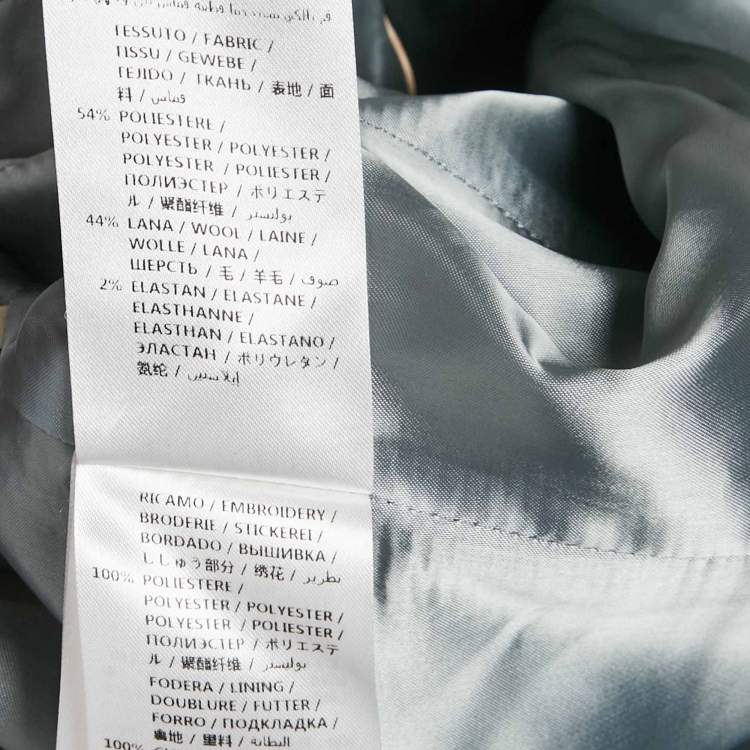 TESSUTO / FABRIC /
TISSU / GEWEBE /
TEJIDO / ТКАНЬ / 表地 / 面
料 / قماش
54% POLIESTERE /
POLYESTER / POLYESTER /
POLYESTER / POLIESTER /
ПОЛИЭСТЕР / ポリエステ
ル / 聚酯纤维 / بوليستر
44% LANA / WOOL / LAINE /
WOLLE / LANA /
ШЕРСТЬ / 毛 / 羊毛 / صوف
2% ELASTAN / ELASTANE /
ELASTHANNE /
ELASTHAN / ELASTANO /
ЭЛАСТАН / ポリウレタン /
氨纶 / إيلاستين
RICAMO / EMBROIDERY /
BRODERIE / STICKEREI /
BORDADO / ВЫШИВКА /
ししゅう部分 / 绣花 / تطريز
100% POLIESTERE /
POLYESTER / POLYESTER /
POLYESTER / POLIESTER /
ПОЛИЭСТЕР / ポリエステ
ル / 聚酯纤维 / بوليستر
FODERA / LINING /
DOUBLURE / FUTTER /
FORRO / ПОДКЛАДКА /
裏地 / 里料 / البطانة
100%